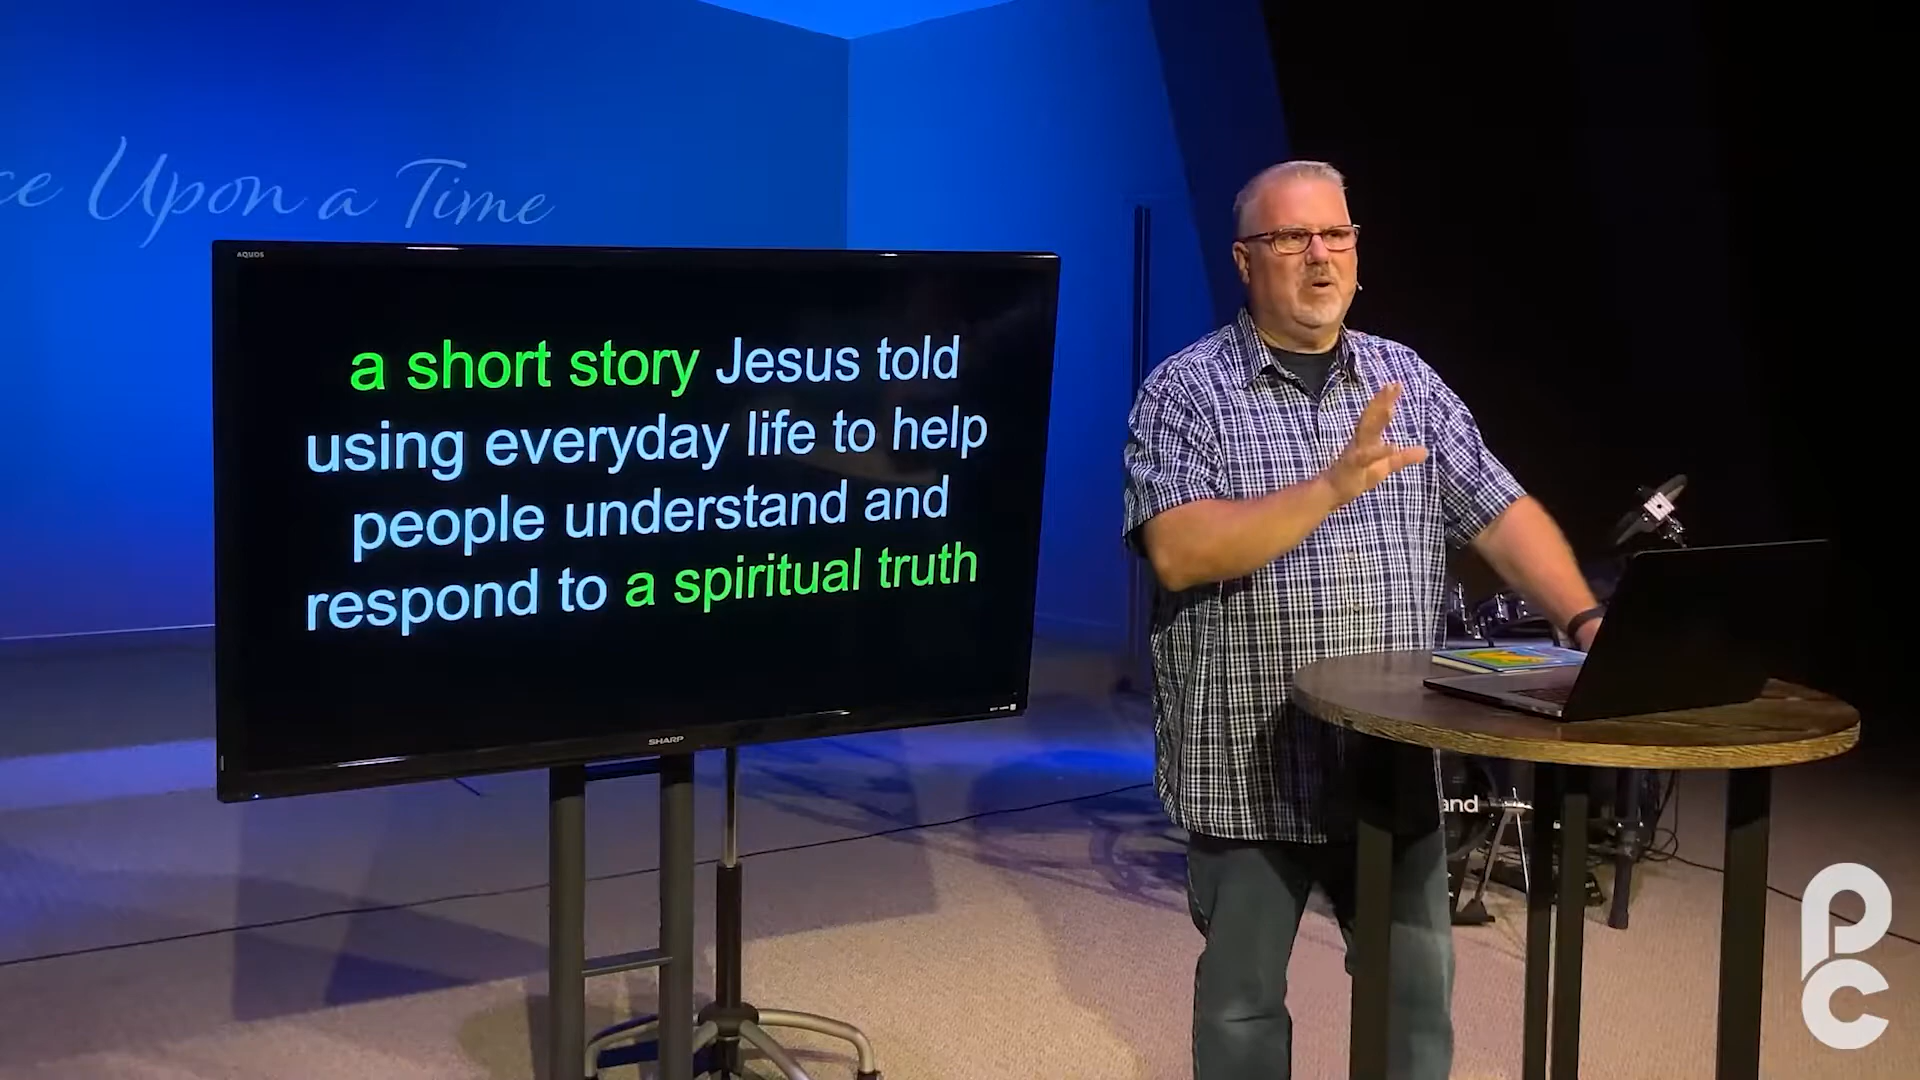 ce Upon a Time
AQUOS
a short story Jesus told
using everyday life to help
people understand and
respond to a spiritual truth
SHARP
and
PC